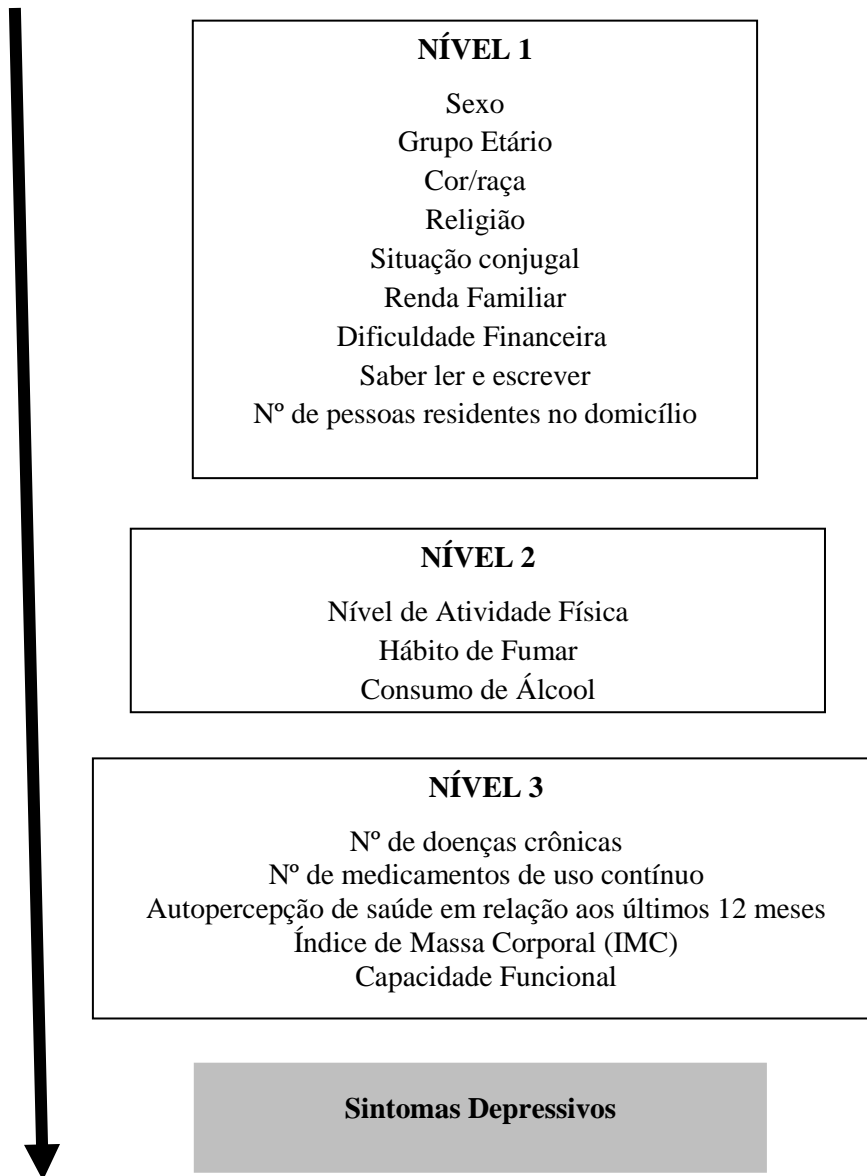 NÍVEL 1
Sexo
Grupo Etário
Cor/raça
Religião
Situação conjugal
Renda Familiar
Dificuldade Financeira
Saber ler e escrever
Nº de pessoas residentes no domicílio
NÍVEL 2
Nível de Atividade Física
Hábito de Fumar
Consumo de Álcool
NÍVEL 3
Nº de doenças crônicas
Nº de medicamentos de uso contínuo
Autopercepção de saúde em relação aos últimos 12 meses
Índice de Massa Corporal (IMC)
Capacidade Funcional
Sintomas Depressivos